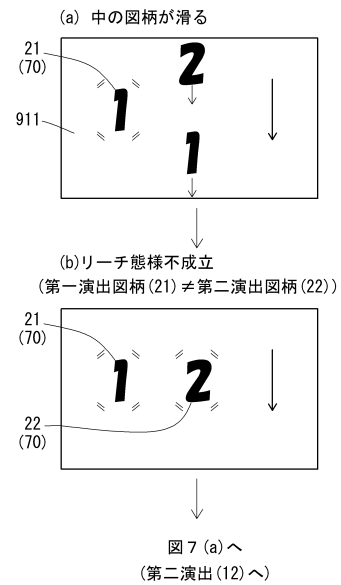 (a) 中の図柄が滑る
21
(70)
2
1
911
1
(b)リーチ態様不成立
(第一演出図柄(21)≠第二演出図柄(22))
21
(70)
1 2
22
(70)
図7(a)へ
(第二演出(12)へ)